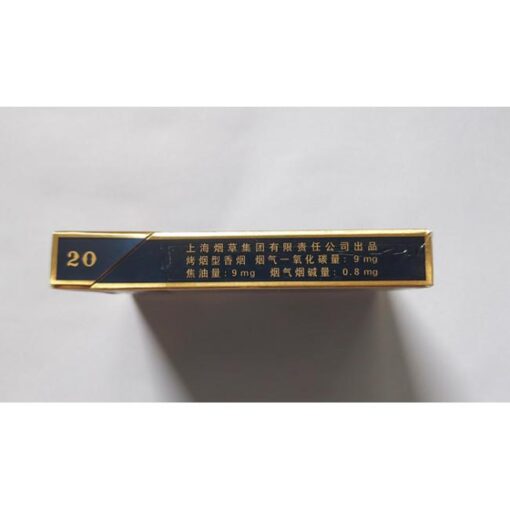 20
上海烟草集团有限责任公司出品
烤烟型香烟 烟气一氧化碳量：9mg
焦油量：9mg 烟气烟碱量：0.8mg